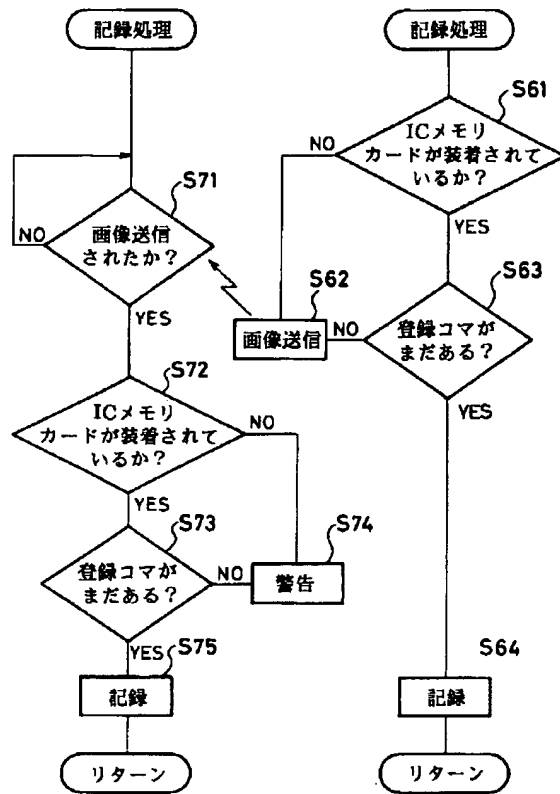 記録処理
S71
画像送信
されたか?
NO
YES
S72
ICメモリ
カードが装着されて
いるか?
NO
YES
S73
登録コマが
まだある?
NO
S74
警告
YES
S75
記録
リターン
記録処理
S61
ICメモリ
カードが装着されて
いるか?
NO
YES
S62
画像送信
S63
登録コマが
まだある?
NO
YES
S64
記録
リターン